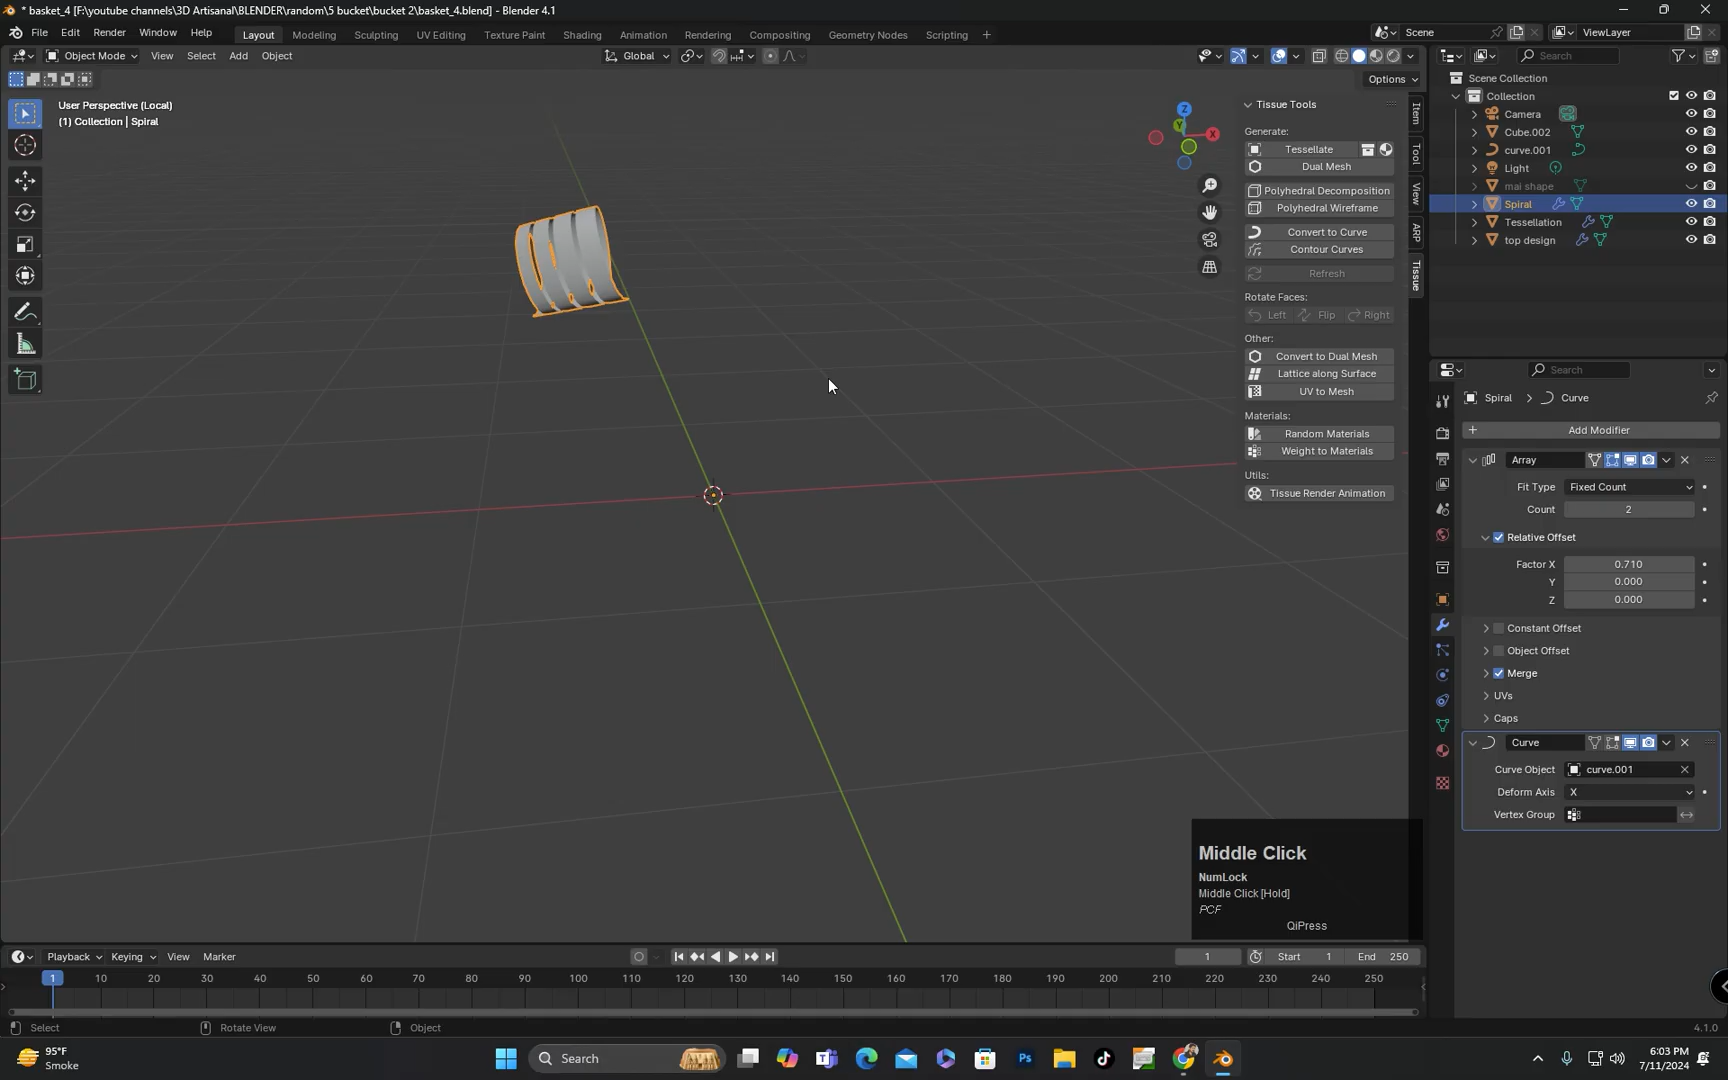 * basket_4 [F:\youtube channels\3D Artisanal\BLENDER\random\5 bucket\bucket 2\basket_4.blend] - Blender 4.1
File Edit Render Window Help Layout Modeling Sculpting UV Editing Texture Paint Shading Animation Rendering Compositing Geometry Nodes Scripting + Scene ViewLayer
Object Mode View Select Add Object Global Search
Options
User Perspective (Local)
(1) Collection | Spiral
Z
Y
X
Tissue Tools
Generate:
Tessellate
Dual Mesh
Polyhedral Decomposition
Polyhedral Wireframe
Convert to Curve
Contour Curves
Refresh
Rotate Faces:
Left Flip Right
Other:
Convert to Dual Mesh
Lattice along Surface
UV to Mesh
Materials:
Random Materials
Weight to Materials
Utils:
Tissue Render Animation
Item
Tool
View
ARP
Tissue
Scene Collection
Collection
Camera
Cube.002
curve.001
Light
mai shape
Spiral
Tessellation
top design
Search
Spiral > Curve
+ Add Modifier
Array
Fit Type Fixed Count
Count 2
Relative Offset
Factor X 0.710
Y 0.000
Z 0.000
Constant Offset
Object Offset
Merge
UVs
Caps
Curve
Curve Object curve.001
Deform Axis X
Vertex Group
Middle Click
NumLock
Middle Click [Hold]
PCF
QiPress
Playback Keying View Marker 1 Start 1 End 250
1 10 20 30 40 50 60 70 80 90 100 110 120 130 140 150 160 170 180 190 200 210 220 230 240 250
Select Rotate View Object 4.1.0
95°F
Smoke
Search
Ps
6:03 PM
7/11/2024